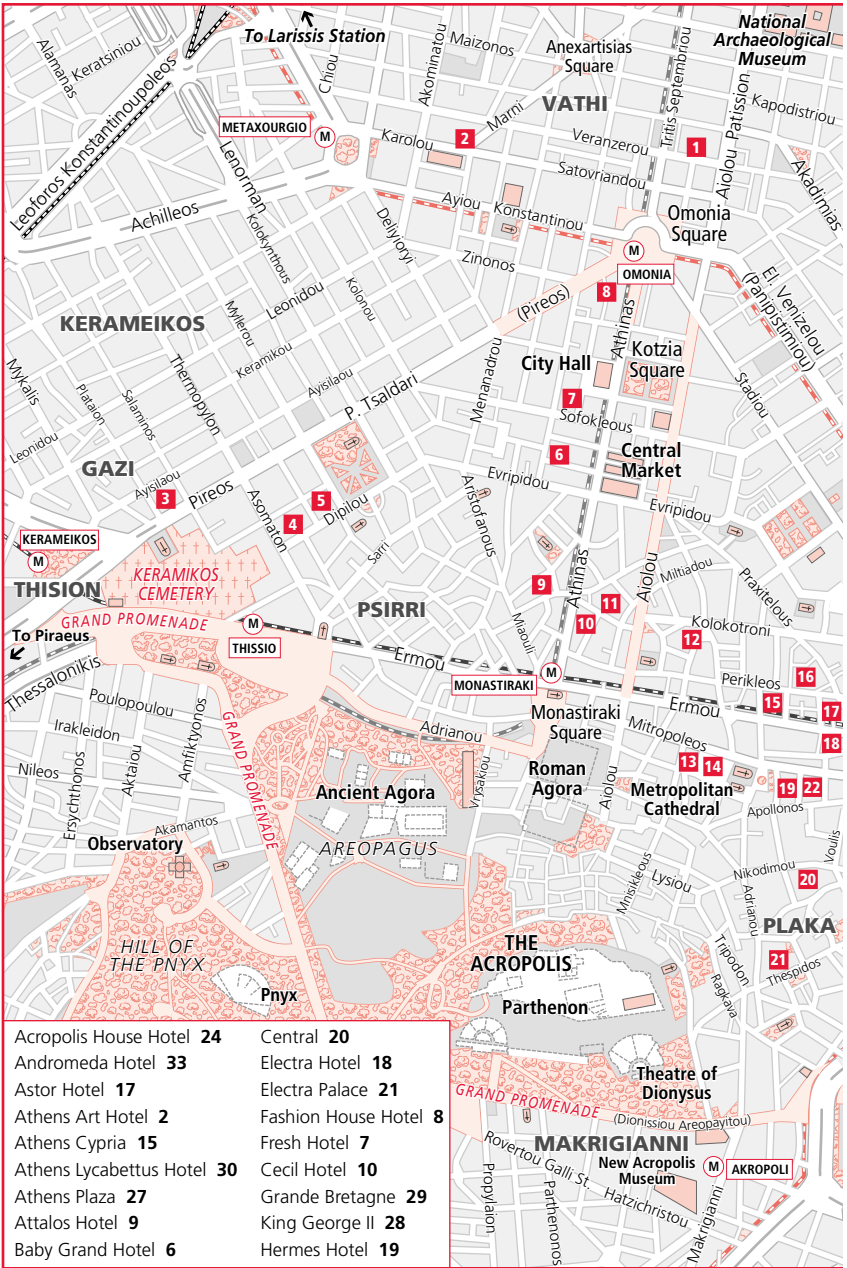 To Larissis Station
National
Archaeological
Museum
Alamanas
Keratsiniou
Leoforos Konstantinoupoleos
Chiou
Akominatou
Maizonos
Anexartisias
Square
VATHI
Tritis Septembriou
Aiolou Patission
Kapodistriou
Akadimias
METAXOURGIO
M
Karolou
2
Marni
Veranzerou
1
Satovriandou
Lenorman
Achilleos
Kolokynthous
Ayiou Konstantinou
Omonia
Square
Deliyioryi
Zinonos
M
OMONIA
El. Venizelou
(Panipistimiou)
Leonidou
Kolonou
(Pireos)
8
KERAMEIKOS
Myllerou
Keramikou
Athinas
Kotzia
Square
Stadiou
City Hall
Menanadrou
Mykalis
Plataion
Salaminos
Thermopylon
Ayisilaou
P. Tsaldari
7
Sofokleous
Leonidou
GAZI
6
Central
Market
Evripidou
Evripidou
Ayisilaou
3
Pireos
Asomaton
5
4
Dipilou
Sarri
Aristofanous
KERAMEIKOS
M
THISION
KERAMIKOS
CEMETERY
9
Athinas
11
10
Aiolou
Miltiadou
Praxitelous
PSIRRI
Miaouli
12
Kolokotroni
GRAND PROMENADE
To Piraeus
Thessalonikis
M
THISSIO
Ermou
MONASTIRAKI
M
Perikleos
16
15
17
Ermou
18
Monastiraki
Square
Mitropoleos
Poulopoulou
Irakleidon
Nileos
Ersychthonos
Aktaiou
Amfiktyonos
GRAND PROMENADE
Adrianou
Vrysakiou
Roman
Agora
Aiolou
13
14
Metropolitan
Cathedral
19
22
Apollonos
Voulis
Ancient Agora
AREOPAGUS
Akamantos
Observatory
Mnisikleous
Lysiou
Nikodimou
20
Adrianou
PLAKA
HILL OF
THE PNYX
Pnyx
THE
ACROPOLIS
Parthenon
Tripodon
Ragkava
21
Thespidos
Theatre of
Dionysus
GRAND PROMENADE
(Dionissiou Areopayitou)
MAKRIGIANNI
Rovertou Galli St.
New Acropolis
Museum
M
AKROPOLI
Propylaion
Parthenonos
Hatzichristou
Makrigianni
Acropolis House Hotel 24
Andromeda Hotel 33
Astor Hotel 17
Athens Art Hotel 2
Athens Cypria 15
Athens Lycabettus Hotel 30
Athens Plaza 27
Attalos Hotel 9
Baby Grand Hotel 6
Central 20
Electra Hotel 18
Electra Palace 21
Fashion House Hotel 8
Fresh Hotel 7
Cecil Hotel 10
Grande Bretagne 29
King George II 28
Hermes Hotel 19